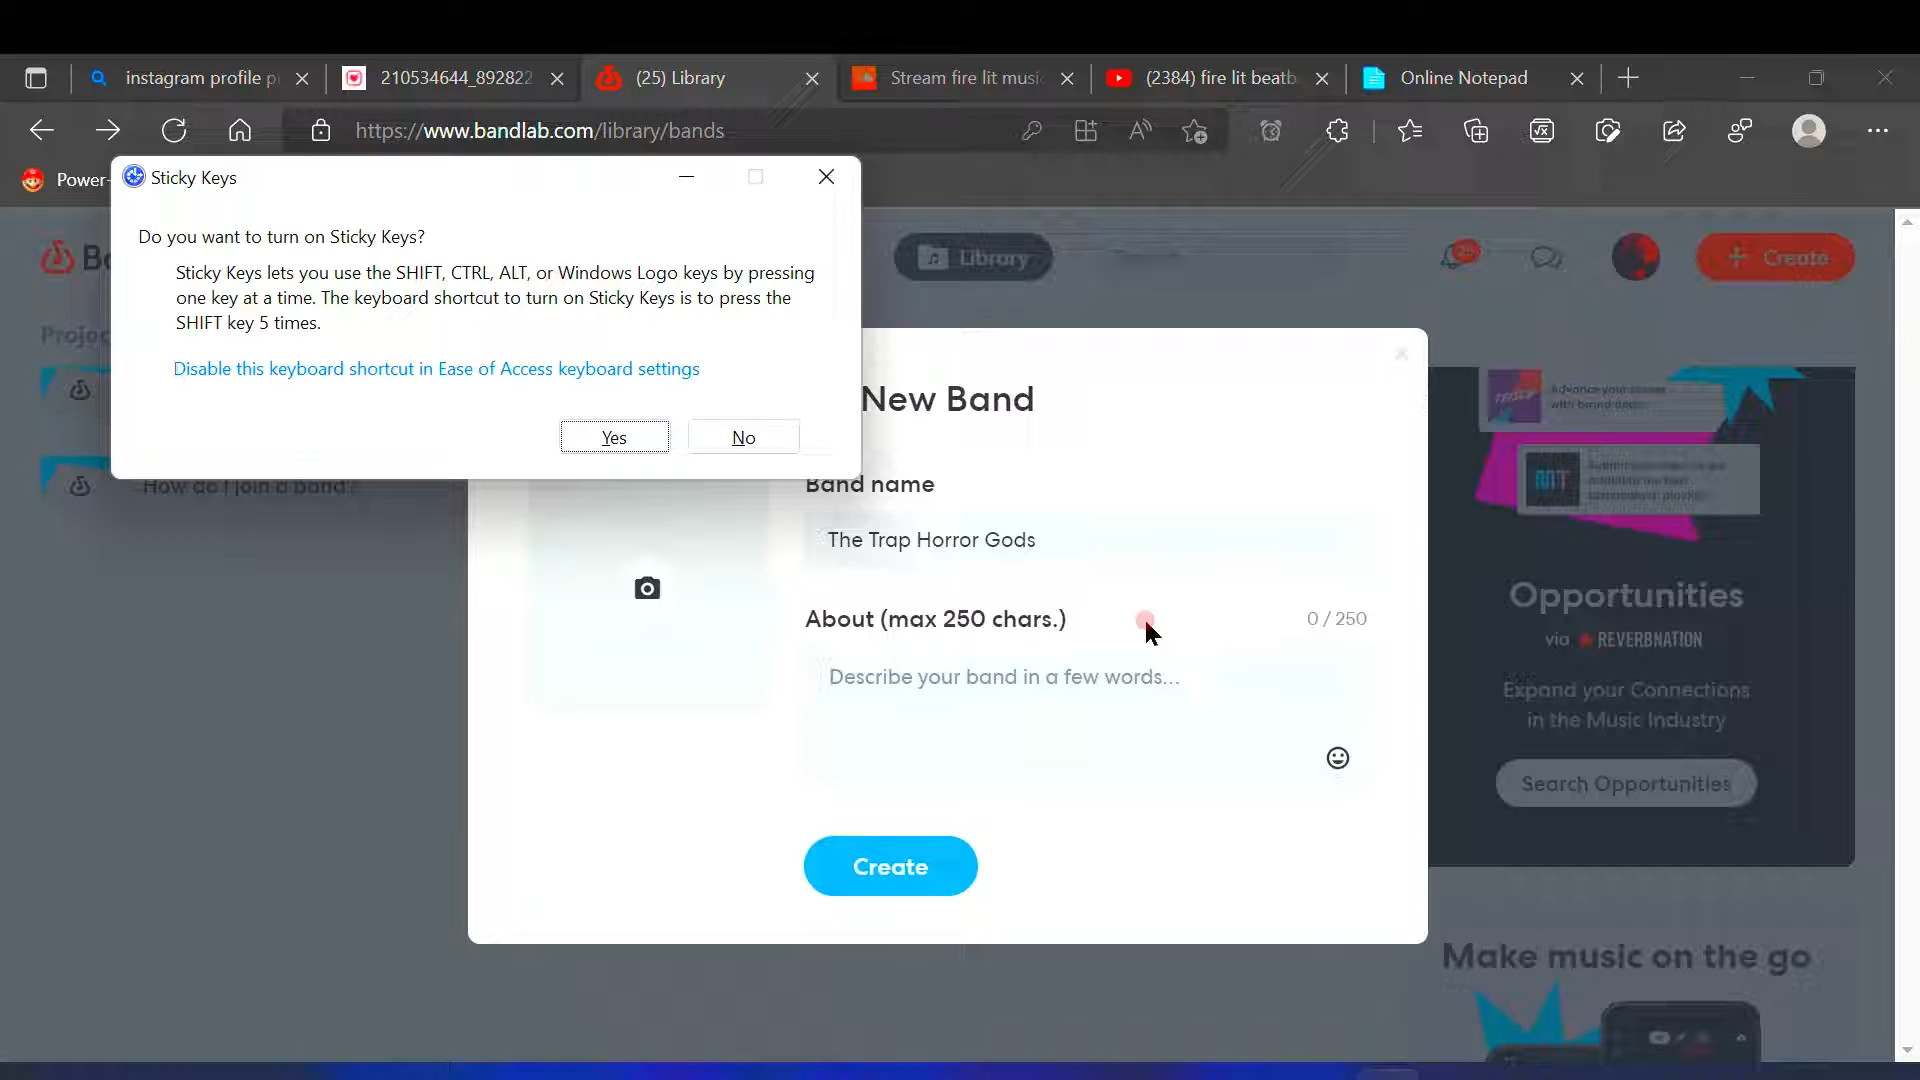 instagram profile p
210534644_892822
(25) Library
Stream fire lit musi
(2384) fire lit beatb
Online Notepad
https://www.bandlab.com/library/bands
Power-
Sticky Keys
Do you want to turn on Sticky Keys?
Sticky Keys lets you use the SHIFT, CTRL, ALT, or Windows Logo keys by pressing
one key at a time. The keyboard shortcut to turn on Sticky Keys is to press the
SHIFT key 5 times.
Disable this keyboard shortcut in Ease of Access keyboard settings
Yes
No
Library
Create
Projec
How do I join a band?
New Band
Band name
The Trap Horror Gods
About (max 250 chars.)
0 / 250
Describe your band in a few words...
Create
Advance your career
Opportunities
via REVERBNATION
Expand your Connections
in the Music Industry
Search Opportunities
Make music on the go